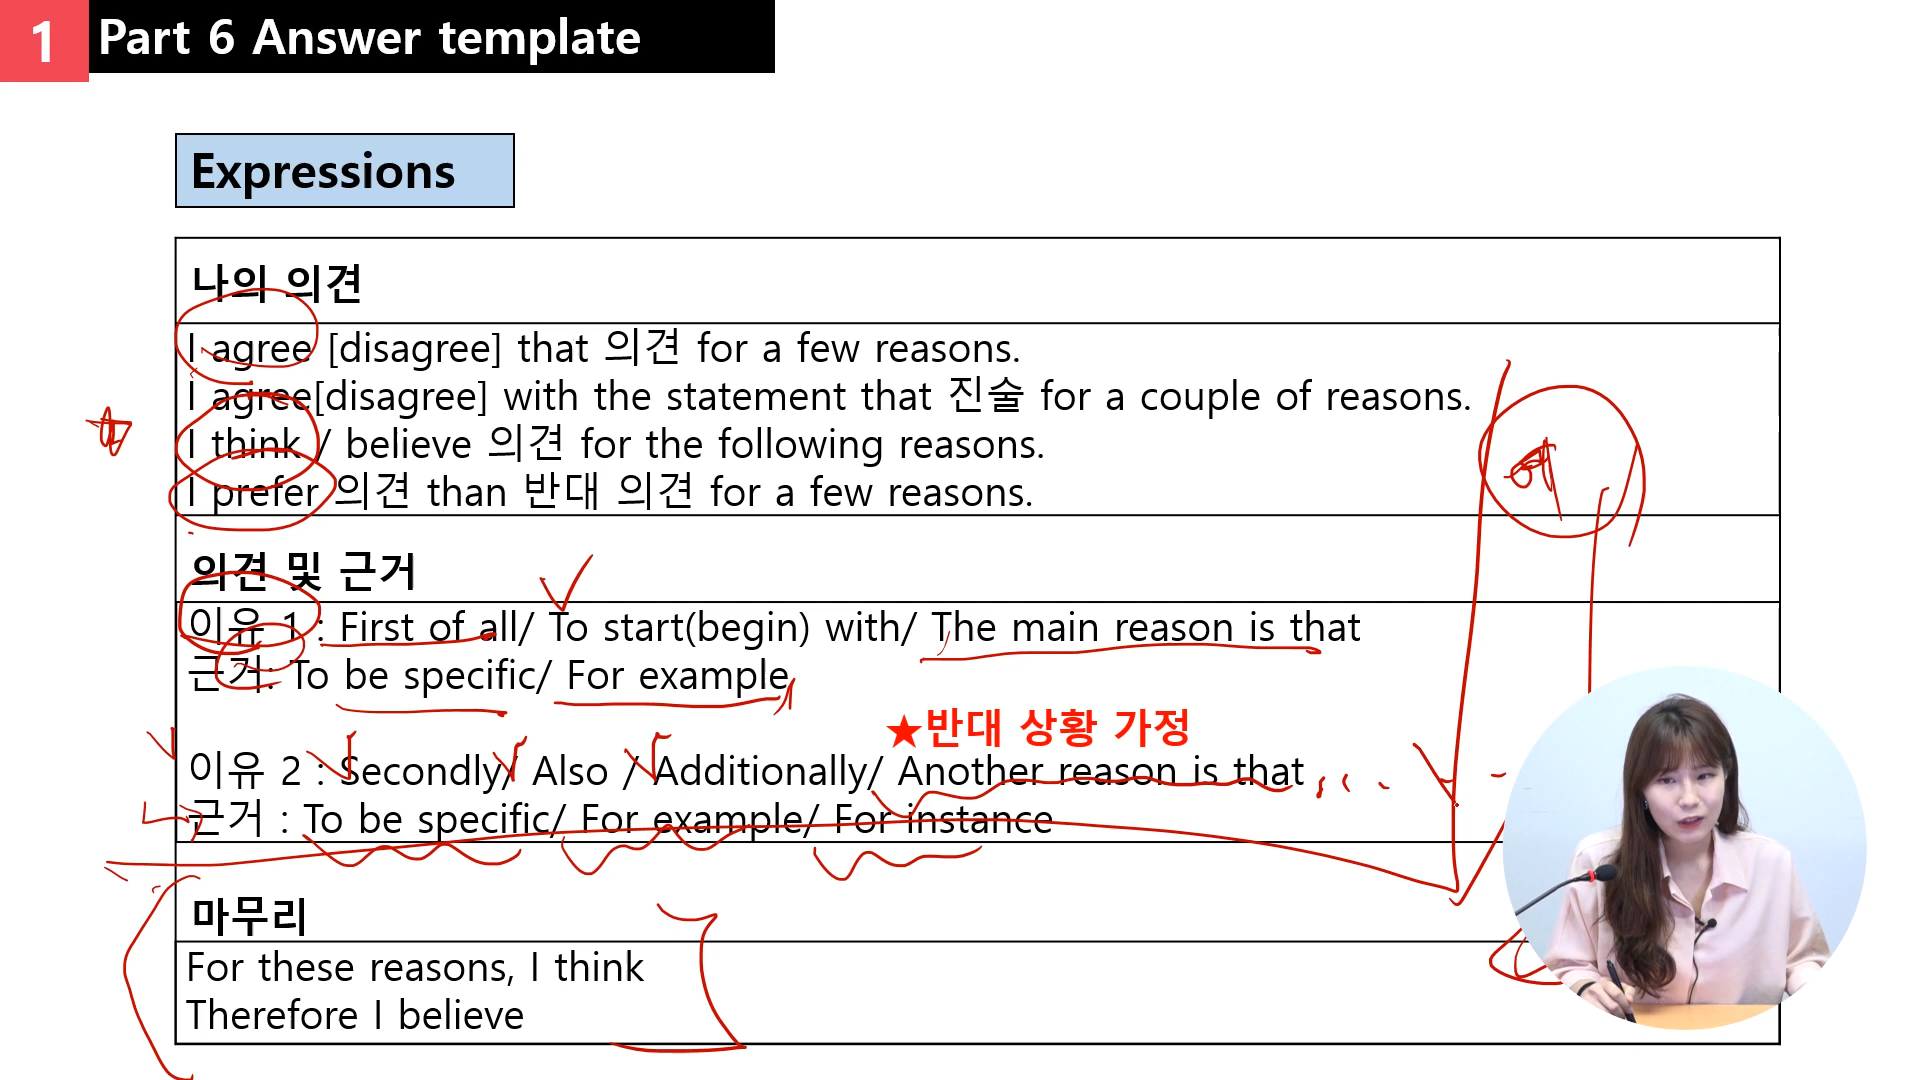 1 Part 6 Answer template
Expressions
나의 의견
I agree [disagree] that 의견 for a few reasons.
I agree[disagree] with the statement that 진술 for a couple of reasons.
I think / believe 의견 for the following reasons.
I prefer 의견 than 반대 의견 for a few reasons.
의견 및 근거
이유 1 : First of all/ To start(begin) with/ The main reason is that
근거: To be specific/ For example
★반대 상황 가정
이유 2 : Secondly/ Also / Additionally/ Another reason is that
근거 : To be specific/ For example/ For instance
마무리
For these reasons, I think
Therefore I believe